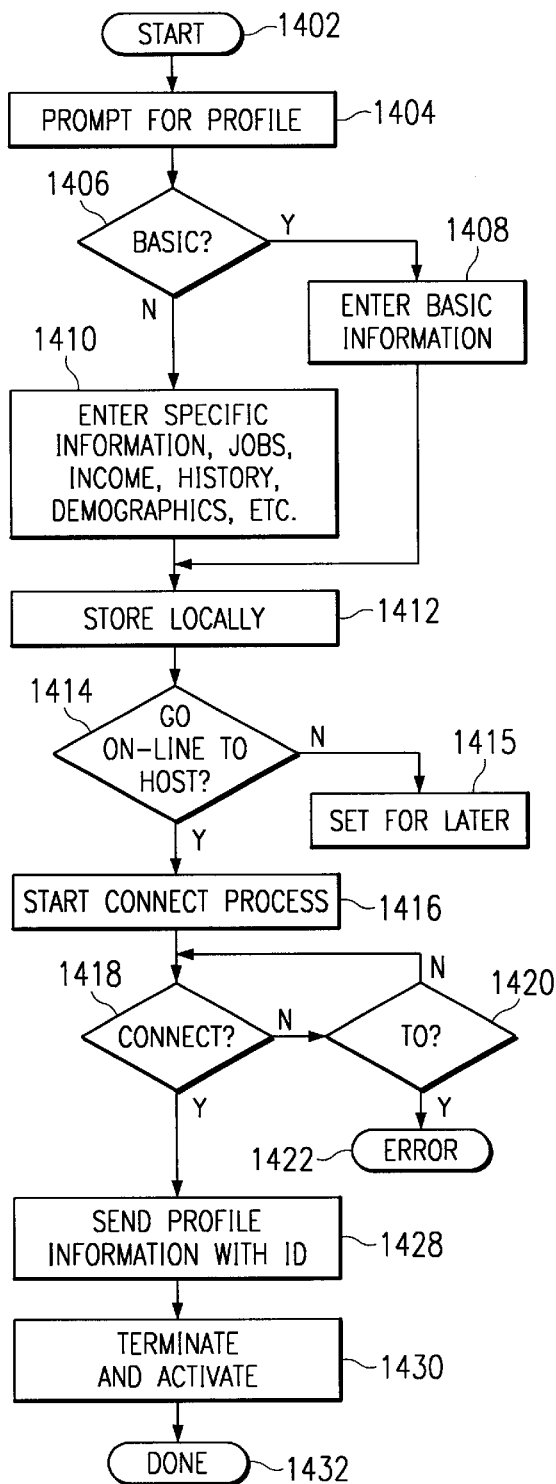 START
1402
PROMPT FOR PROFILE
1404
1406
BASIC?
Y
N
1408
ENTER BASIC
INFORMATION
1410
ENTER SPECIFIC
INFORMATION, JOBS,
INCOME, HISTORY,
DEMOGRAPHICS, ETC.
STORE LOCALLY
1412
1414
GO
ON-LINE TO
HOST?
N
Y
1415
SET FOR LATER
START CONNECT PROCESS
1416
1418
CONNECT?
N
Y
1420
TO?
N
Y
1422
ERROR
SEND PROFILE
INFORMATION WITH ID
1428
TERMINATE
AND ACTIVATE
1430
DONE
1432